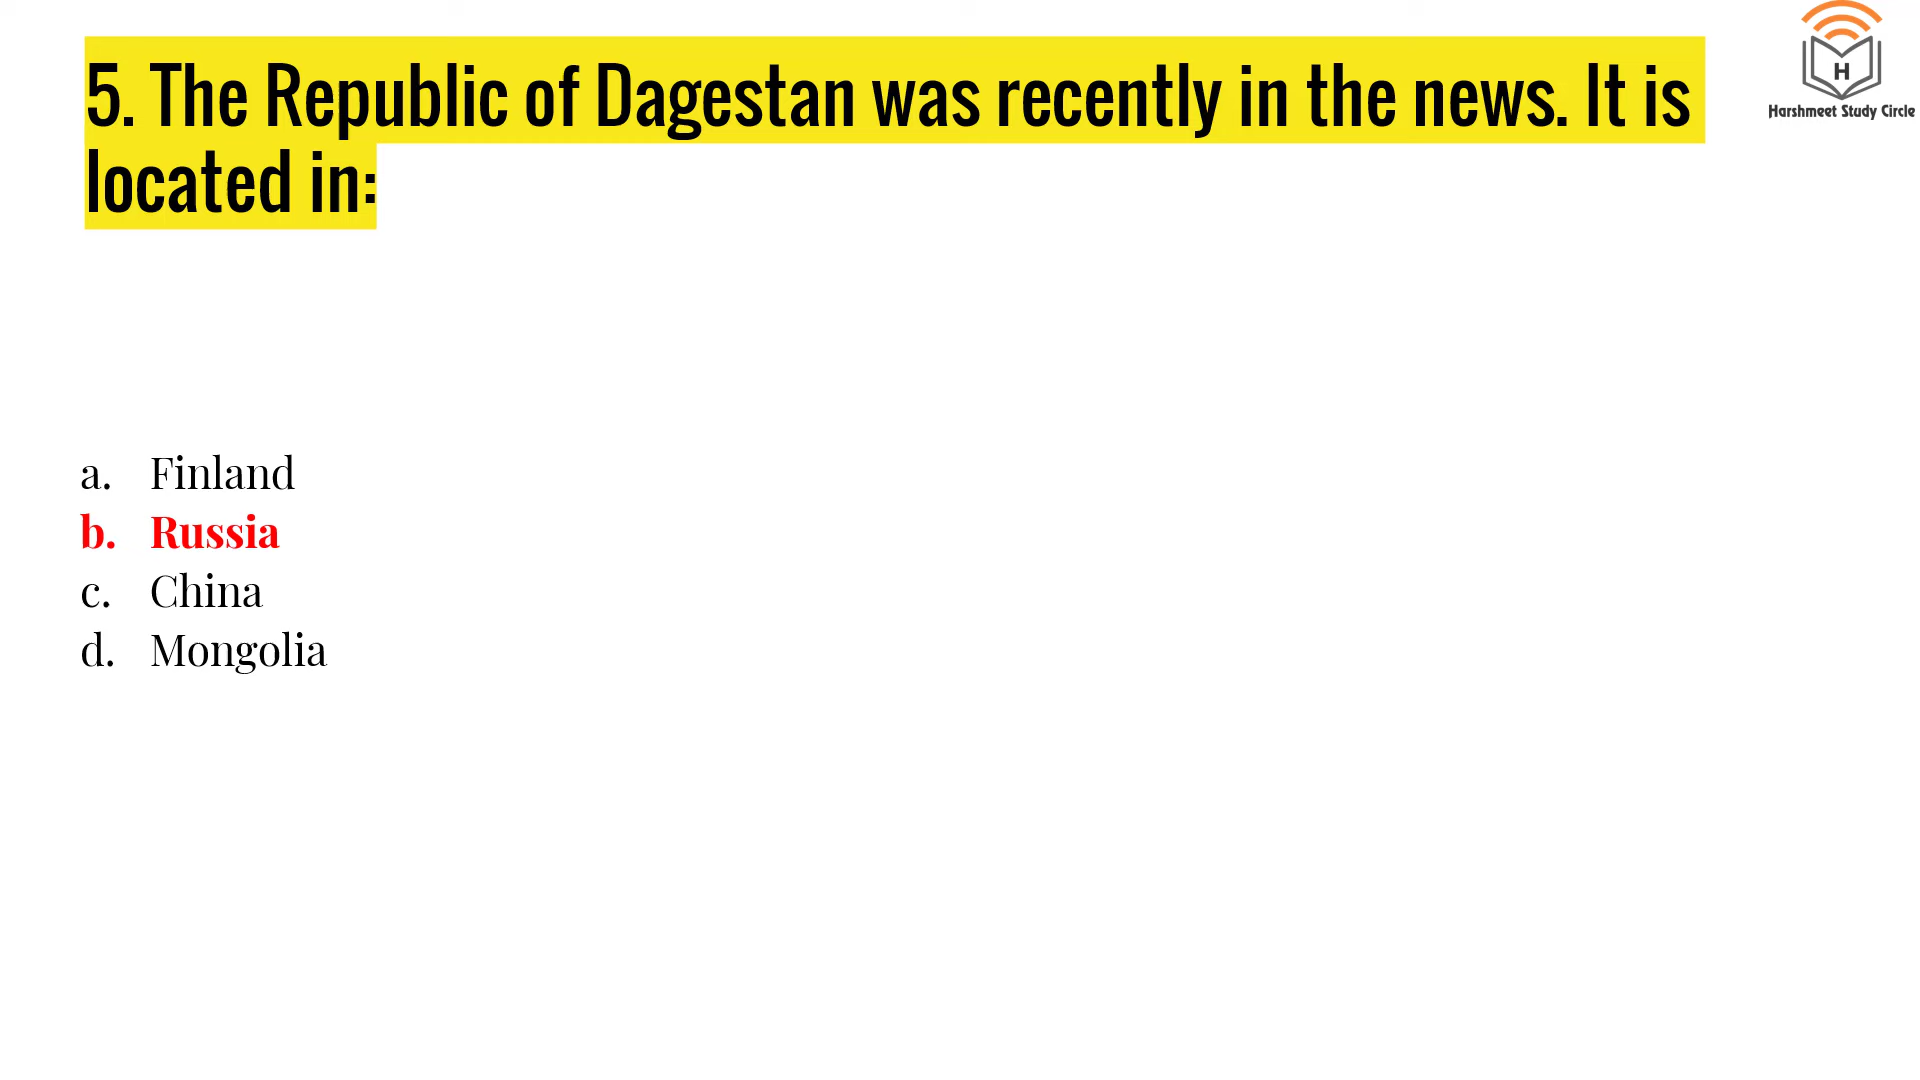 5. The Republic of Dagestan was recently in the news. It is
located in:
H
Harshmeet Study Circle
a. Finland
b. Russia
c. China
d. Mongolia